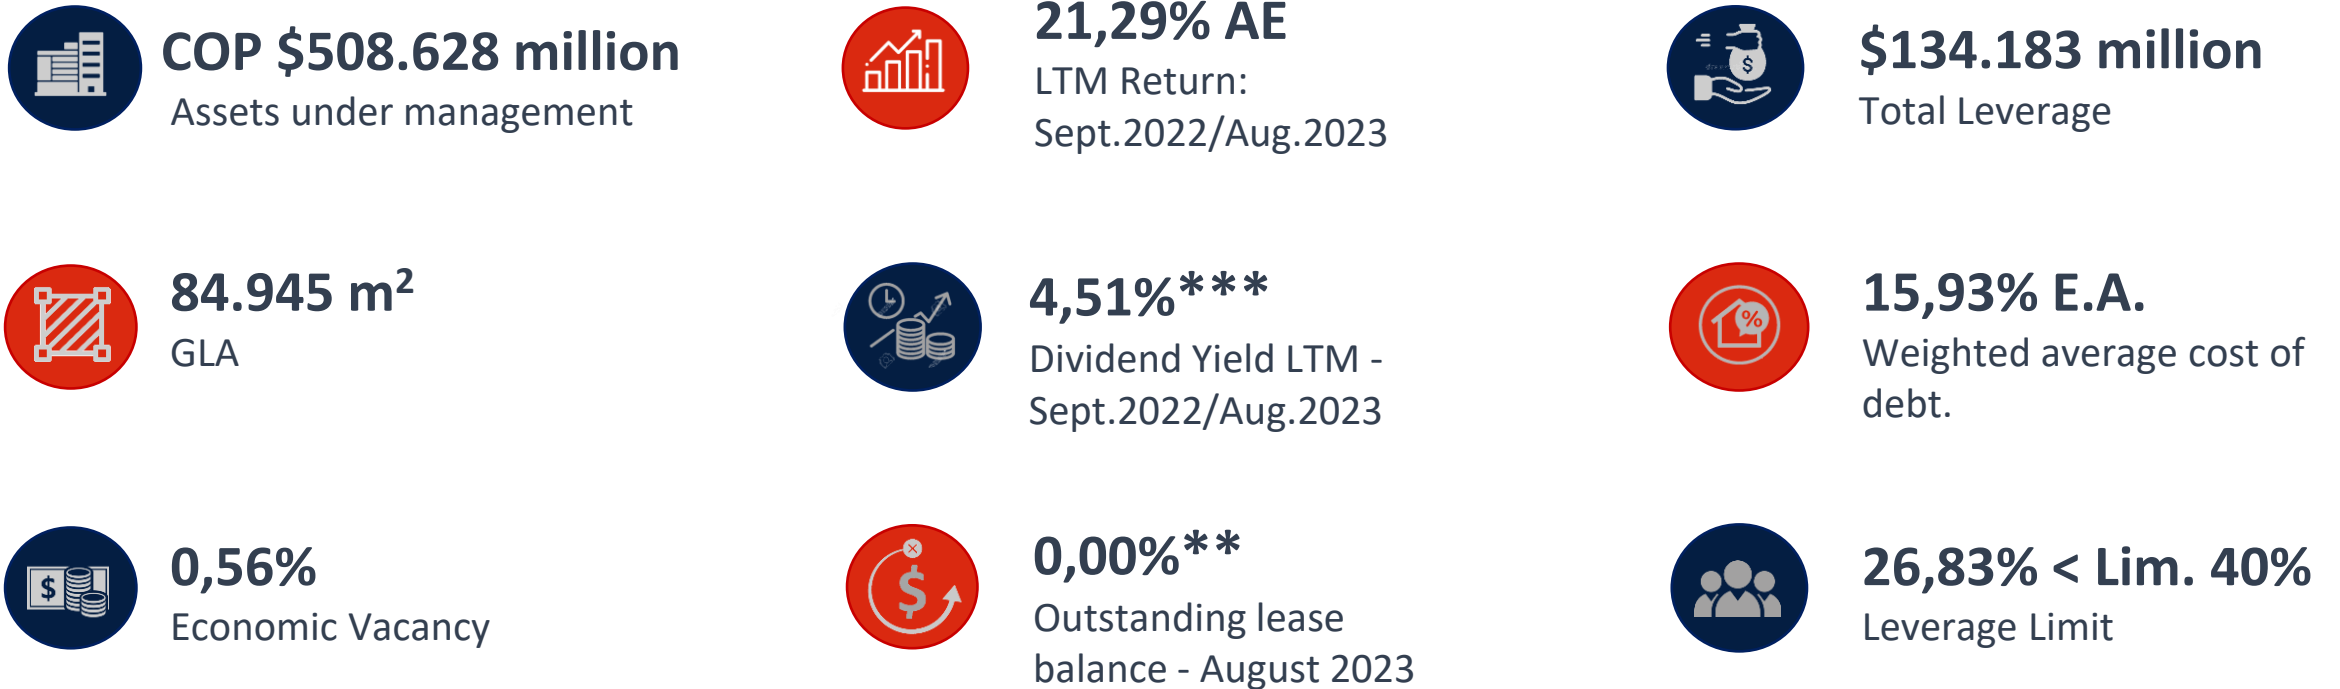 COP $508.628 million
Assets under management
21,29% AE
LTM Return:
Sept.2022/Aug.2023
$134.183 million
Total Leverage
84.945 m²
GLA
4,51%***
Dividend Yield LTM -
Sept.2022/Aug.2023
15,93% E.A.
Weighted average cost of
debt.
0,56%
Economic Vacancy
0,00%**
Outstanding lease
balance - August 2023
26,83% < Lim. 40%
Leverage Limit